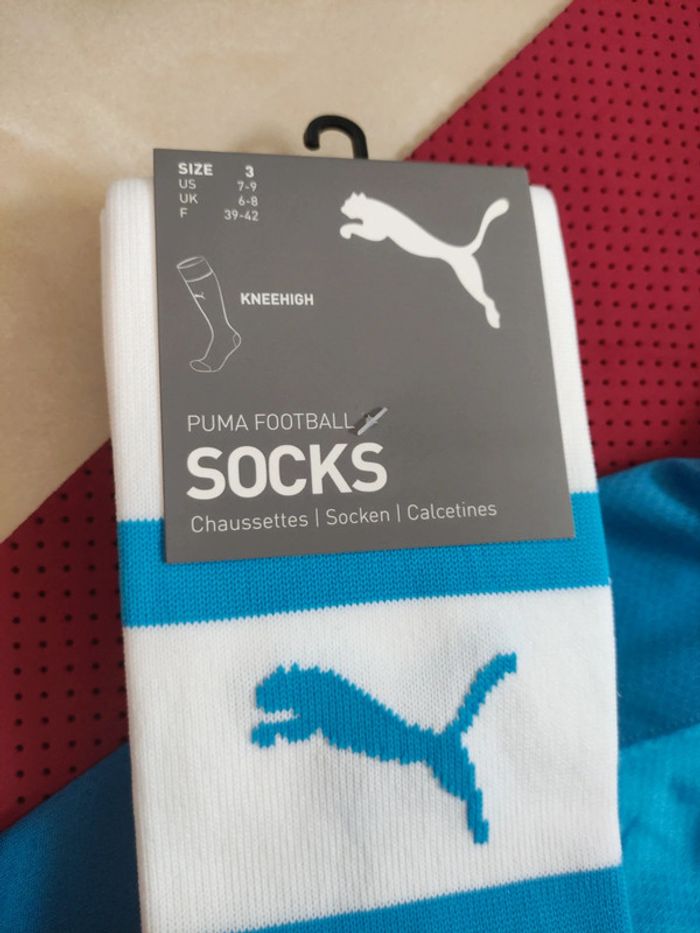 SIZE 3
US 7-9
UK 6-8
F 39-42
KNEEHIGH
PUMA FOOTBALL
SOCKS
Chaussettes | Socken | Calcetines